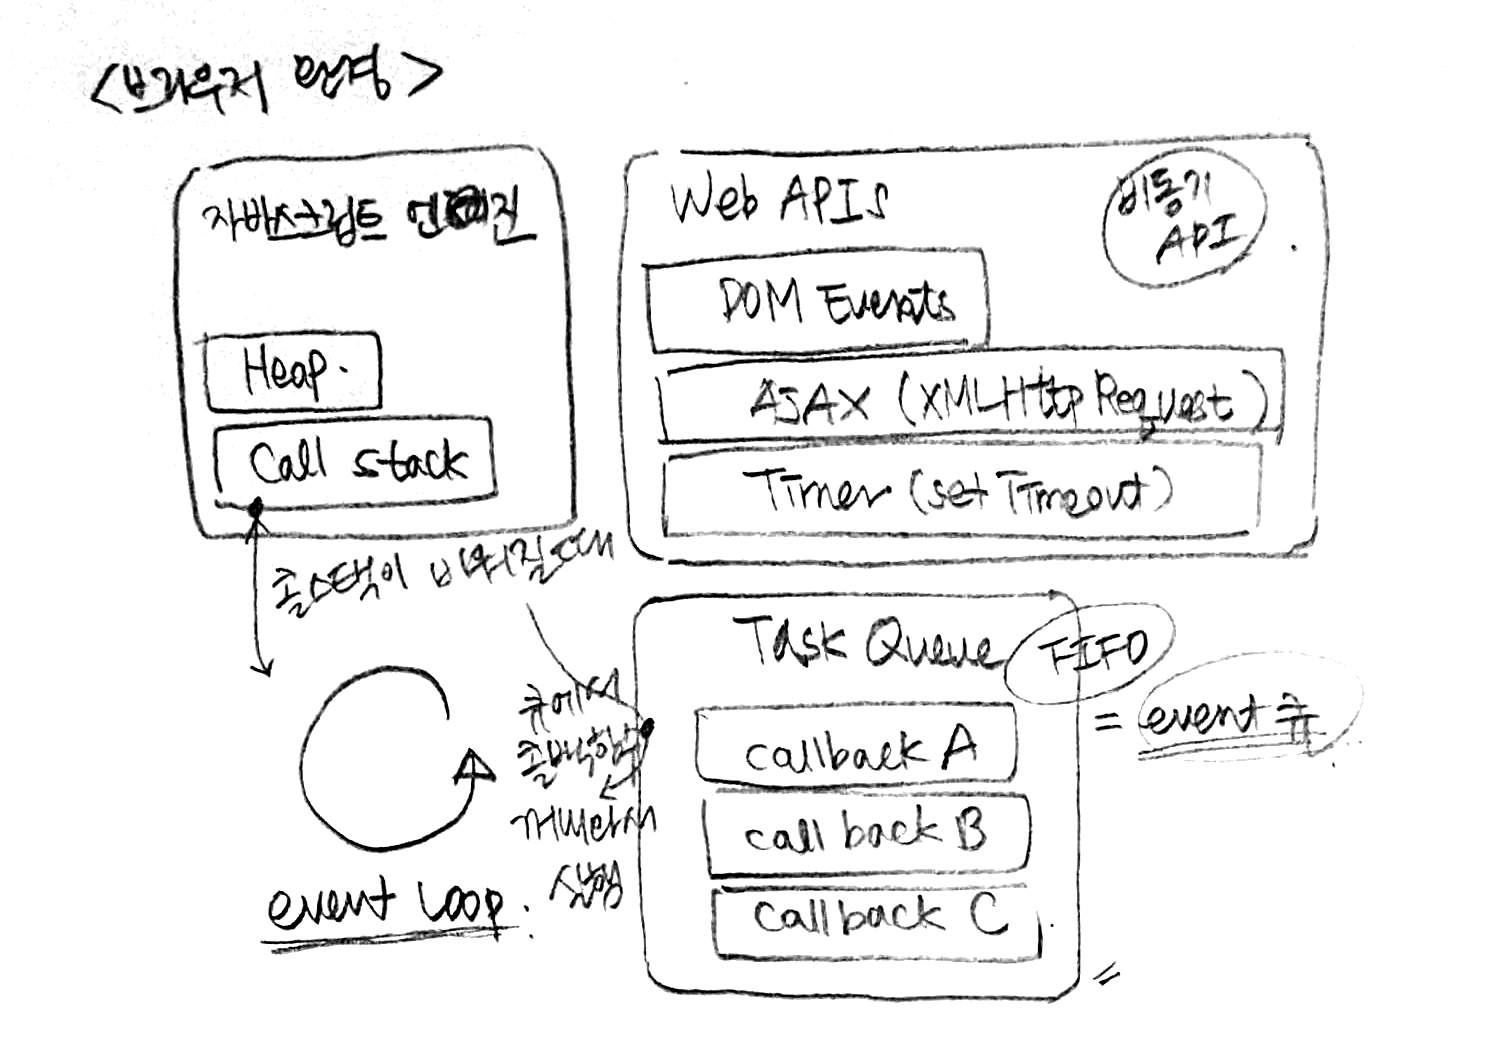 <브라우저 환경>
자바스크립트 엔진
Heap.
Call stack
Web APIs
비동기
API
DOM Events
AJAX (XMLHttpRequest)
Timer (setTimeout)
콜스택이 비워질때
큐에서
콜백함수
꺼내와서
실행
event loop.
Task Queue
FIFO
= event 큐
callback A
callback B
callback C